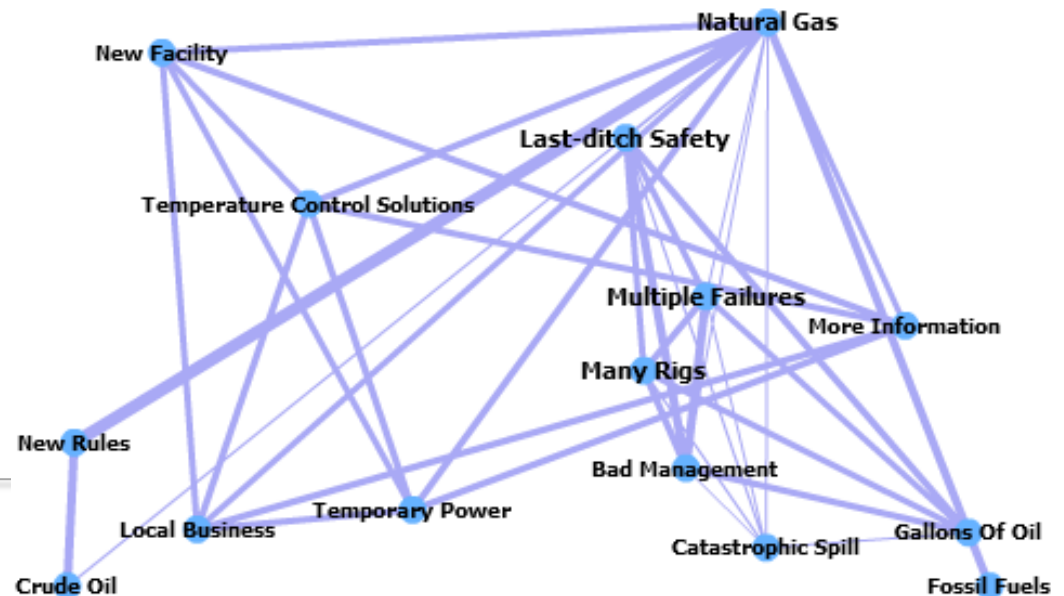 Natural Gas
New Facility
Last-ditch Safety
Temperature Control Solutions
Multiple Failures
More Information
Many Rigs
New Rules
Bad Management
Temporary Power
Local Business
Gallons Of Oil
Catastrophic Spill
Crude Oil
Fossil Fuels